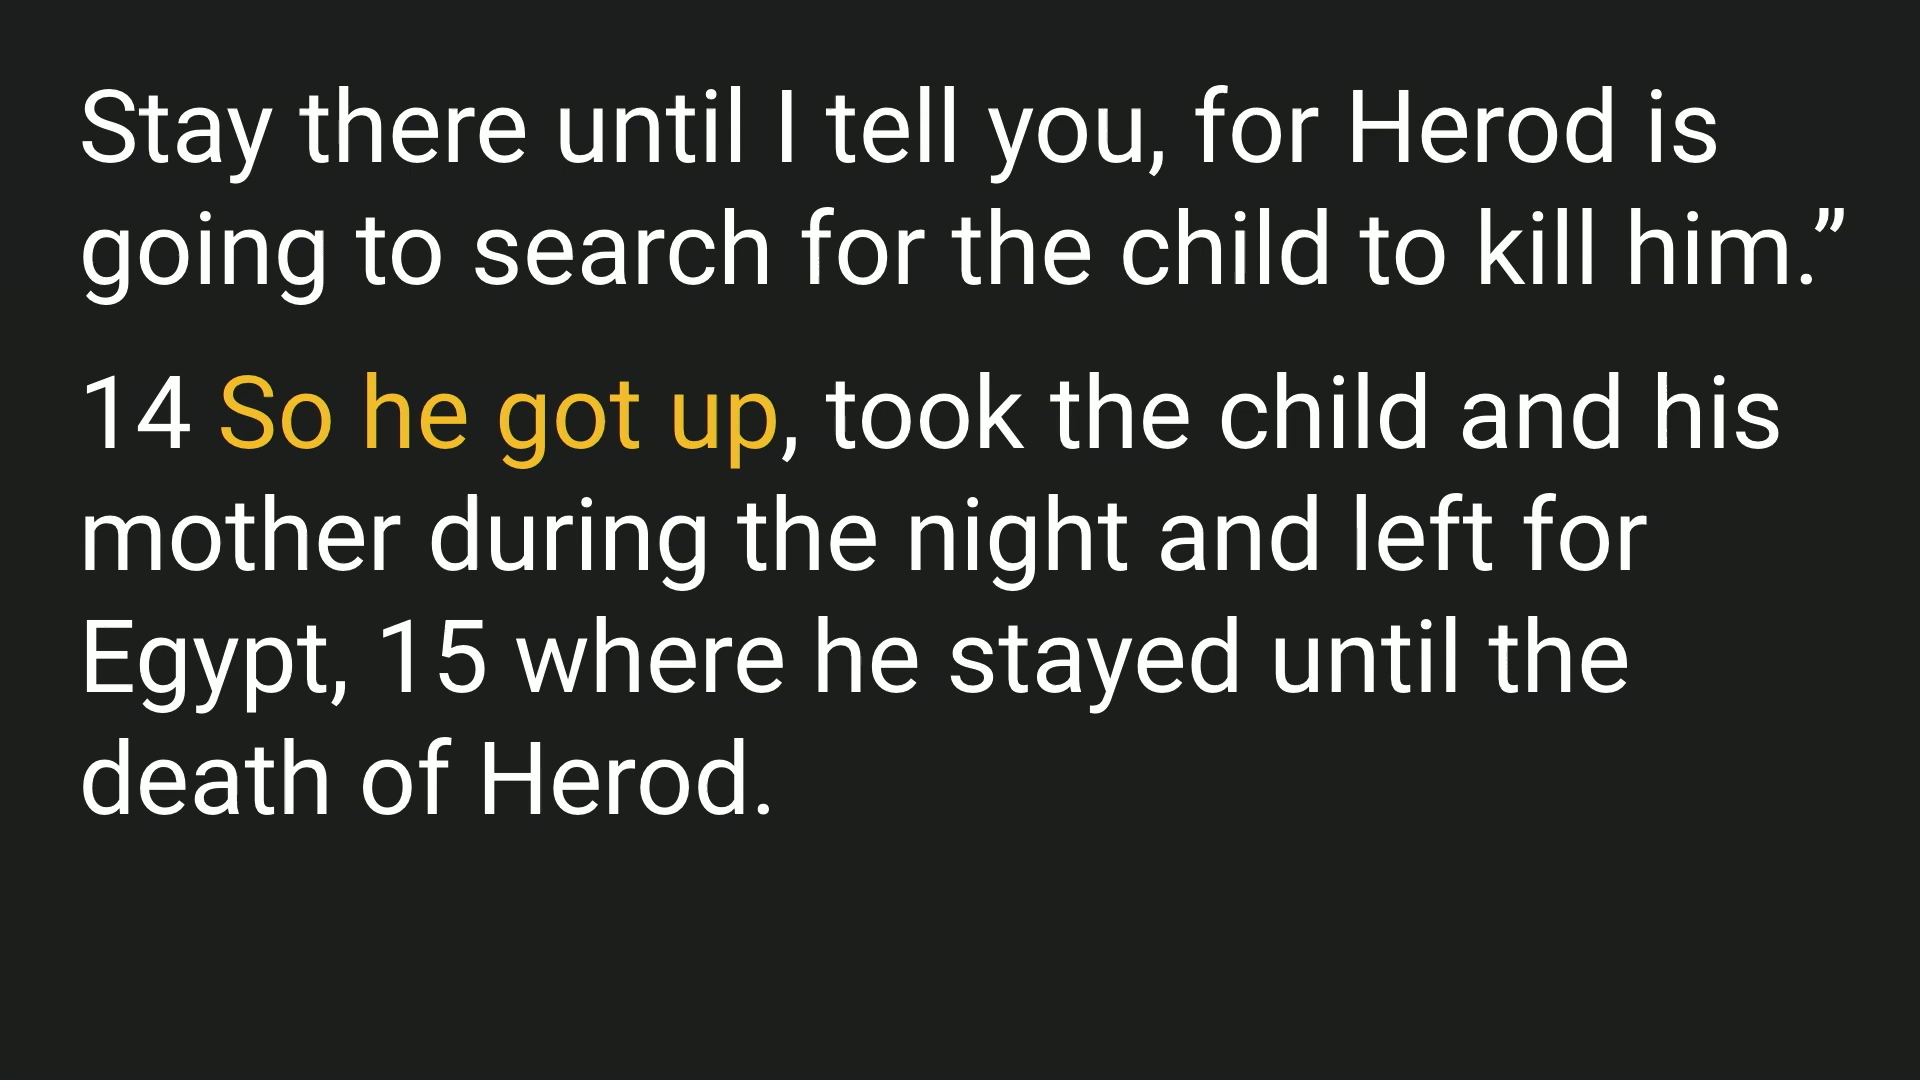 Stay there until I tell you, for Herod is
going to search for the child to kill him.”
14 So he got up, took the child and his
mother during the night and left for
Egypt, 15 where he stayed until the
death of Herod.